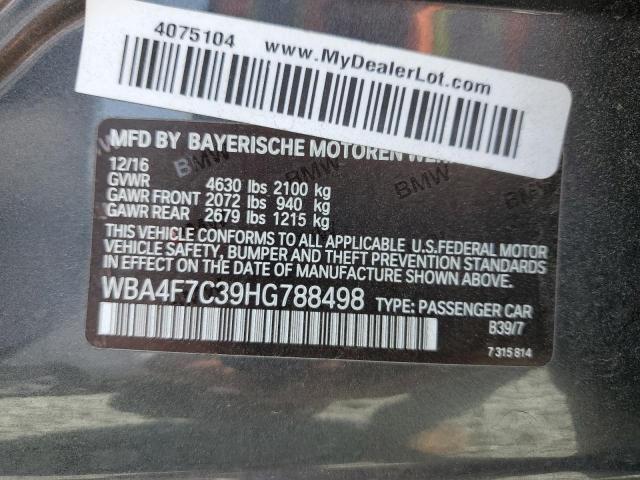 4075104
www.MyDealerLot.com
MFD BY BAYERISCHE MOTOREN
12/16
GVWR 4630 lbs 2100 kg
GAWR FRONT 2072 lbs 940 kg
GAWR REAR 2679 lbs 1215 kg
THIS VEHICLE CONFORMS TO ALL APPLICABLE U.S.FEDERAL MOTOR
VEHICLE SAFETY, BUMPER AND THEFT PREVENTION STANDARDS
IN EFFECT ON THE DATE OF MANUFACTURE SHOWN ABOVE.
WBA4F7C39HG788498 TYPE: PASSENGER CAR
B39/7
7315814
BMW
BMW
BMW